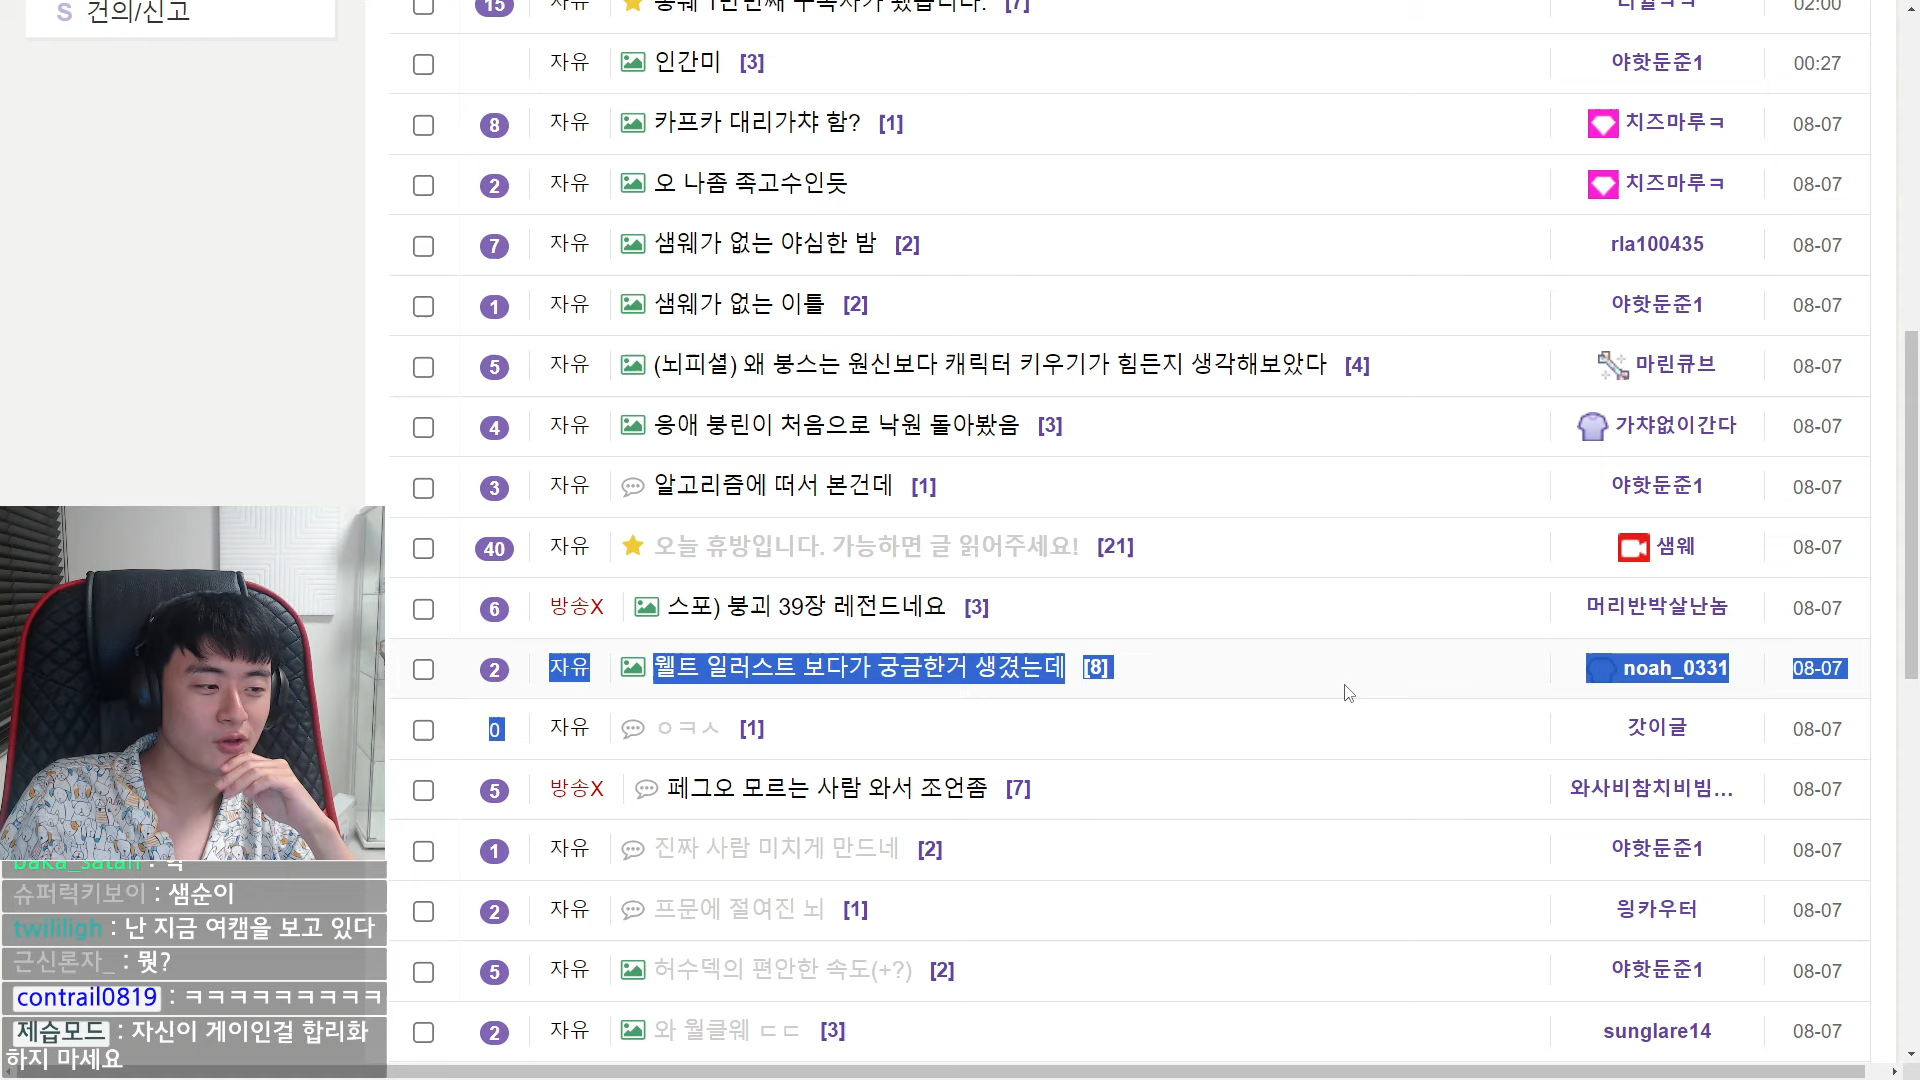 S 건의/신고
15 자유 [7]
02:00
자유 인간미 [3] 야핫둔준1 00:27
8 자유 카프카 대리가챠 함? [1] 치즈마루ㅋ 08-07
2 자유 오 나좀 족고수인듯 치즈마루ㅋ 08-07
7 자유 샘웨가 없는 야심한 밤 [2] rla100435 08-07
1 자유 샘웨가 없는 이틀 [2] 야핫둔준1 08-07
5 자유 (뇌피셜) 왜 붕스는 원신보다 캐릭터 키우기가 힘든지 생각해보았다 [4] 마린큐브 08-07
4 자유 응애 붕린이 처음으로 낙원 돌아봤음 [3] 가챠없이간다 08-07
3 자유 알고리즘에 떠서 본건데 [1] 야핫둔준1 08-07
40 자유 오늘 휴방입니다. 가능하면 글 읽어주세요! [21] 샘웨 08-07
6 방송X 스포) 붕괴 39장 레전드네요 [3] 머리반박살난놈 08-07
2 자유 웰트 일러스트 보다가 궁금한거 생겼는데 [8] noah_0331 08-07
0 자유 ㅇㅋㅅ [1] 갓이글 08-07
5 방송X 페그오 모르는 사람 와서 조언좀 [7] 와사비참치비빔... 08-07
1 자유 진짜 사람 미치게 만드네 [2] 야핫둔준1 08-07
2 자유 프문에 절여진 뇌 [1] 윙카우터 08-07
5 자유 허수덱의 편안한 속도(+?) [2] 야핫둔준1 08-07
2 자유 와 월클웨 ㄷㄷ [3] sunglare14 08-07
baka_satan :
슈퍼럭키보이 : 샘순이
twililigh : 난 지금 여캠을 보고 있다
근신론자_ : 뭣?
contrail0819 : ㅋㅋㅋㅋㅋㅋㅋㅋㅋ
제습모드 : 자신이 게이인걸 합리화
하지 마세요